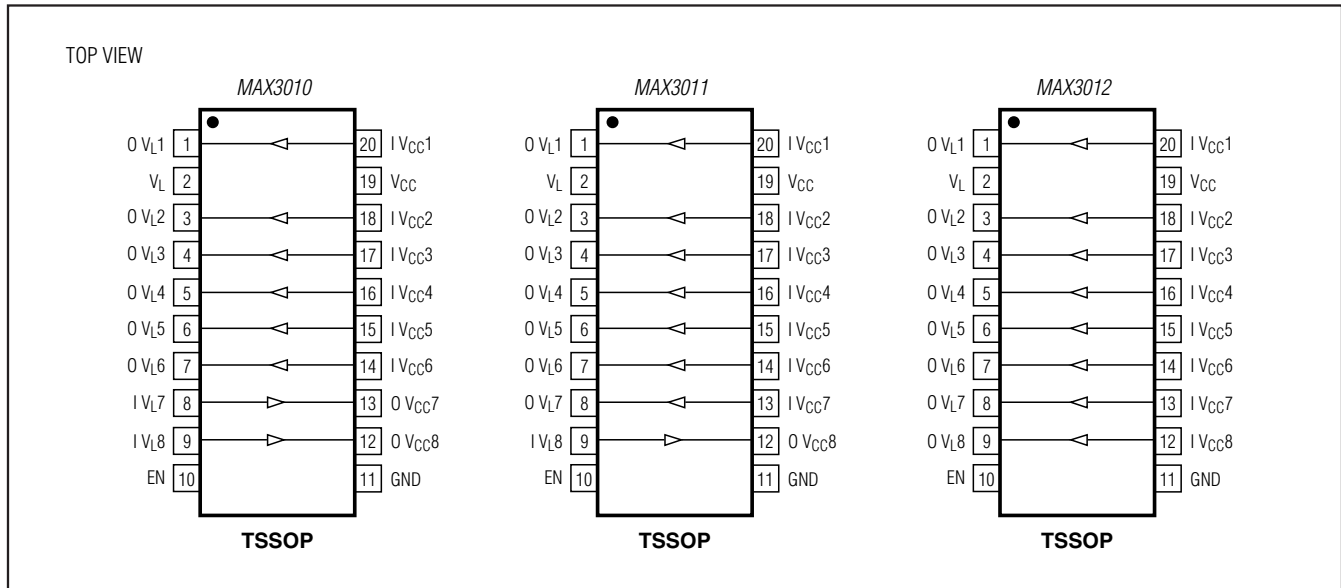 TOP VIEW
MAX3010
O VL1 1 20 I VCC1
VL 2 19 VCC
O VL2 3 18 I VCC2
O VL3 4 17 I VCC3
O VL4 5 16 I VCC4
O VL5 6 15 I VCC5
O VL6 7 14 I VCC6
I VL7 8 13 O VCC7
I VL8 9 12 O VCC8
EN 10 11 GND
TSSOP
MAX3011
O VL1 1 20 I VCC1
VL 2 19 VCC
O VL2 3 18 I VCC2
O VL3 4 17 I VCC3
O VL4 5 16 I VCC4
O VL5 6 15 I VCC5
O VL6 7 14 I VCC6
O VL7 8 13 I VCC7
I VL8 9 12 O VCC8
EN 10 11 GND
TSSOP
MAX3012
O VL1 1 20 I VCC1
VL 2 19 VCC
O VL2 3 18 I VCC2
O VL3 4 17 I VCC3
O VL4 5 16 I VCC4
O VL5 6 15 I VCC5
O VL6 7 14 I VCC6
O VL7 8 13 I VCC7
O VL8 9 12 I VCC8
EN 10 11 GND
TSSOP